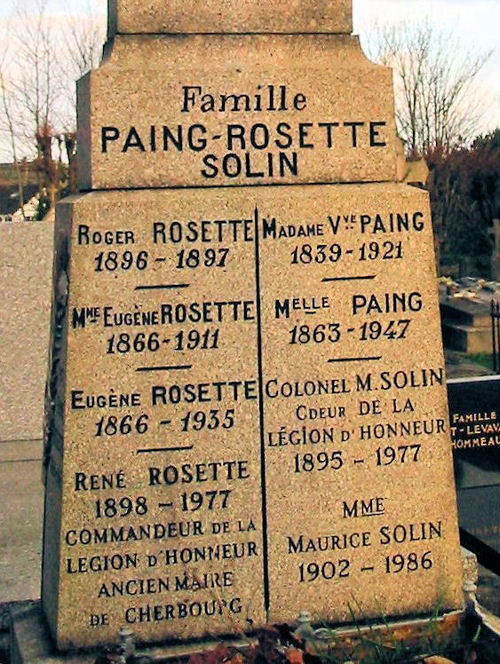 Famille
PAING-ROSETTE
SOLIN
ROGER ROSETTE
1896 - 1897
MME EUGÈNE ROSETTE
1866 - 1911
EUGÈNE ROSETTE
1866 - 1935
RENÉ ROSETTE
1898 - 1977
COMMANDEUR DE LA
LEGION D'HONNEUR
ANCIEN MAIRE
DE CHERBOURG
MADAME VVE PAING
1839 - 1921
MELLE PAING
1863 - 1947
COLONEL M. SOLIN
CDEUR DE LA
LÉGION D'HONNEUR
1895 - 1977
MME
MAURICE SOLIN
1902 - 1986
FAMILLE